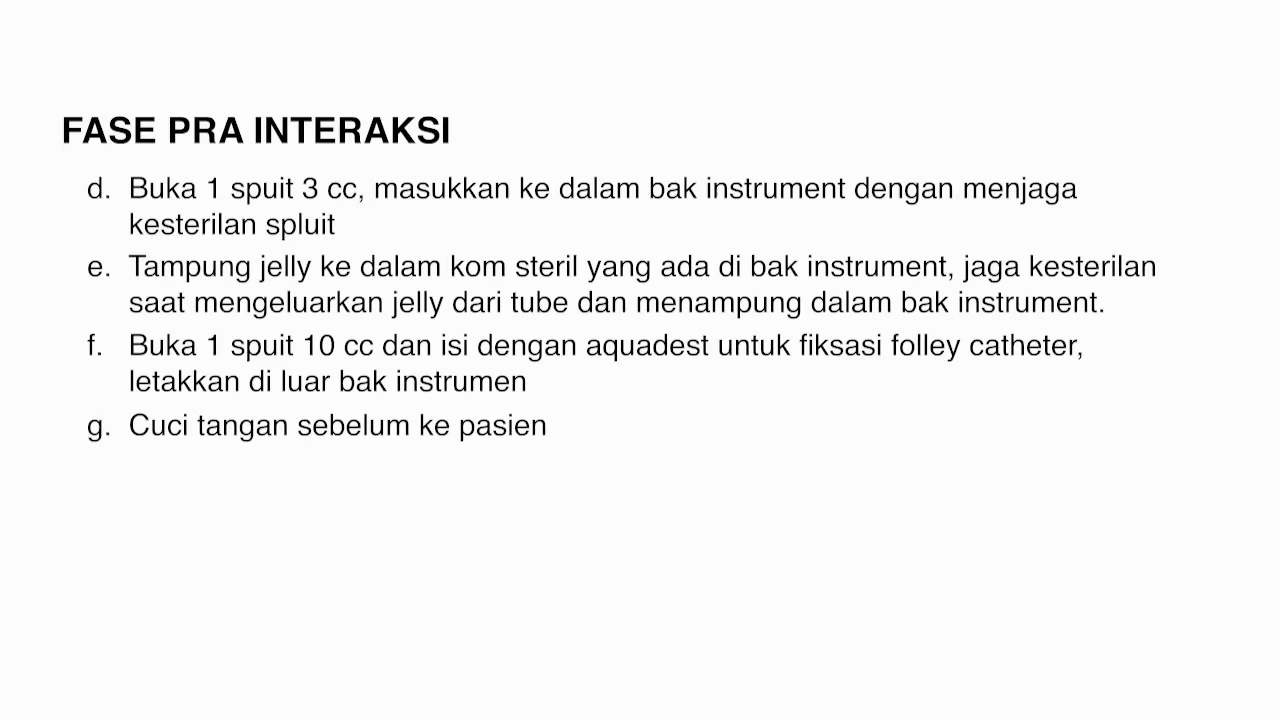 FASE PRA INTERAKSI
d. Buka 1 spuit 3 cc, masukkan ke dalam bak instrument dengan menjaga
kesterilan spluit
e. Tampung jelly ke dalam kom steril yang ada di bak instrument, jaga kesterilan
saat mengeluarkan jelly dari tube dan menampung dalam bak instrument.
f. Buka 1 spuit 10 cc dan isi dengan aquadest untuk fiksasi folley catheter,
letakkan di luar bak instrumen
g. Cuci tangan sebelum ke pasien